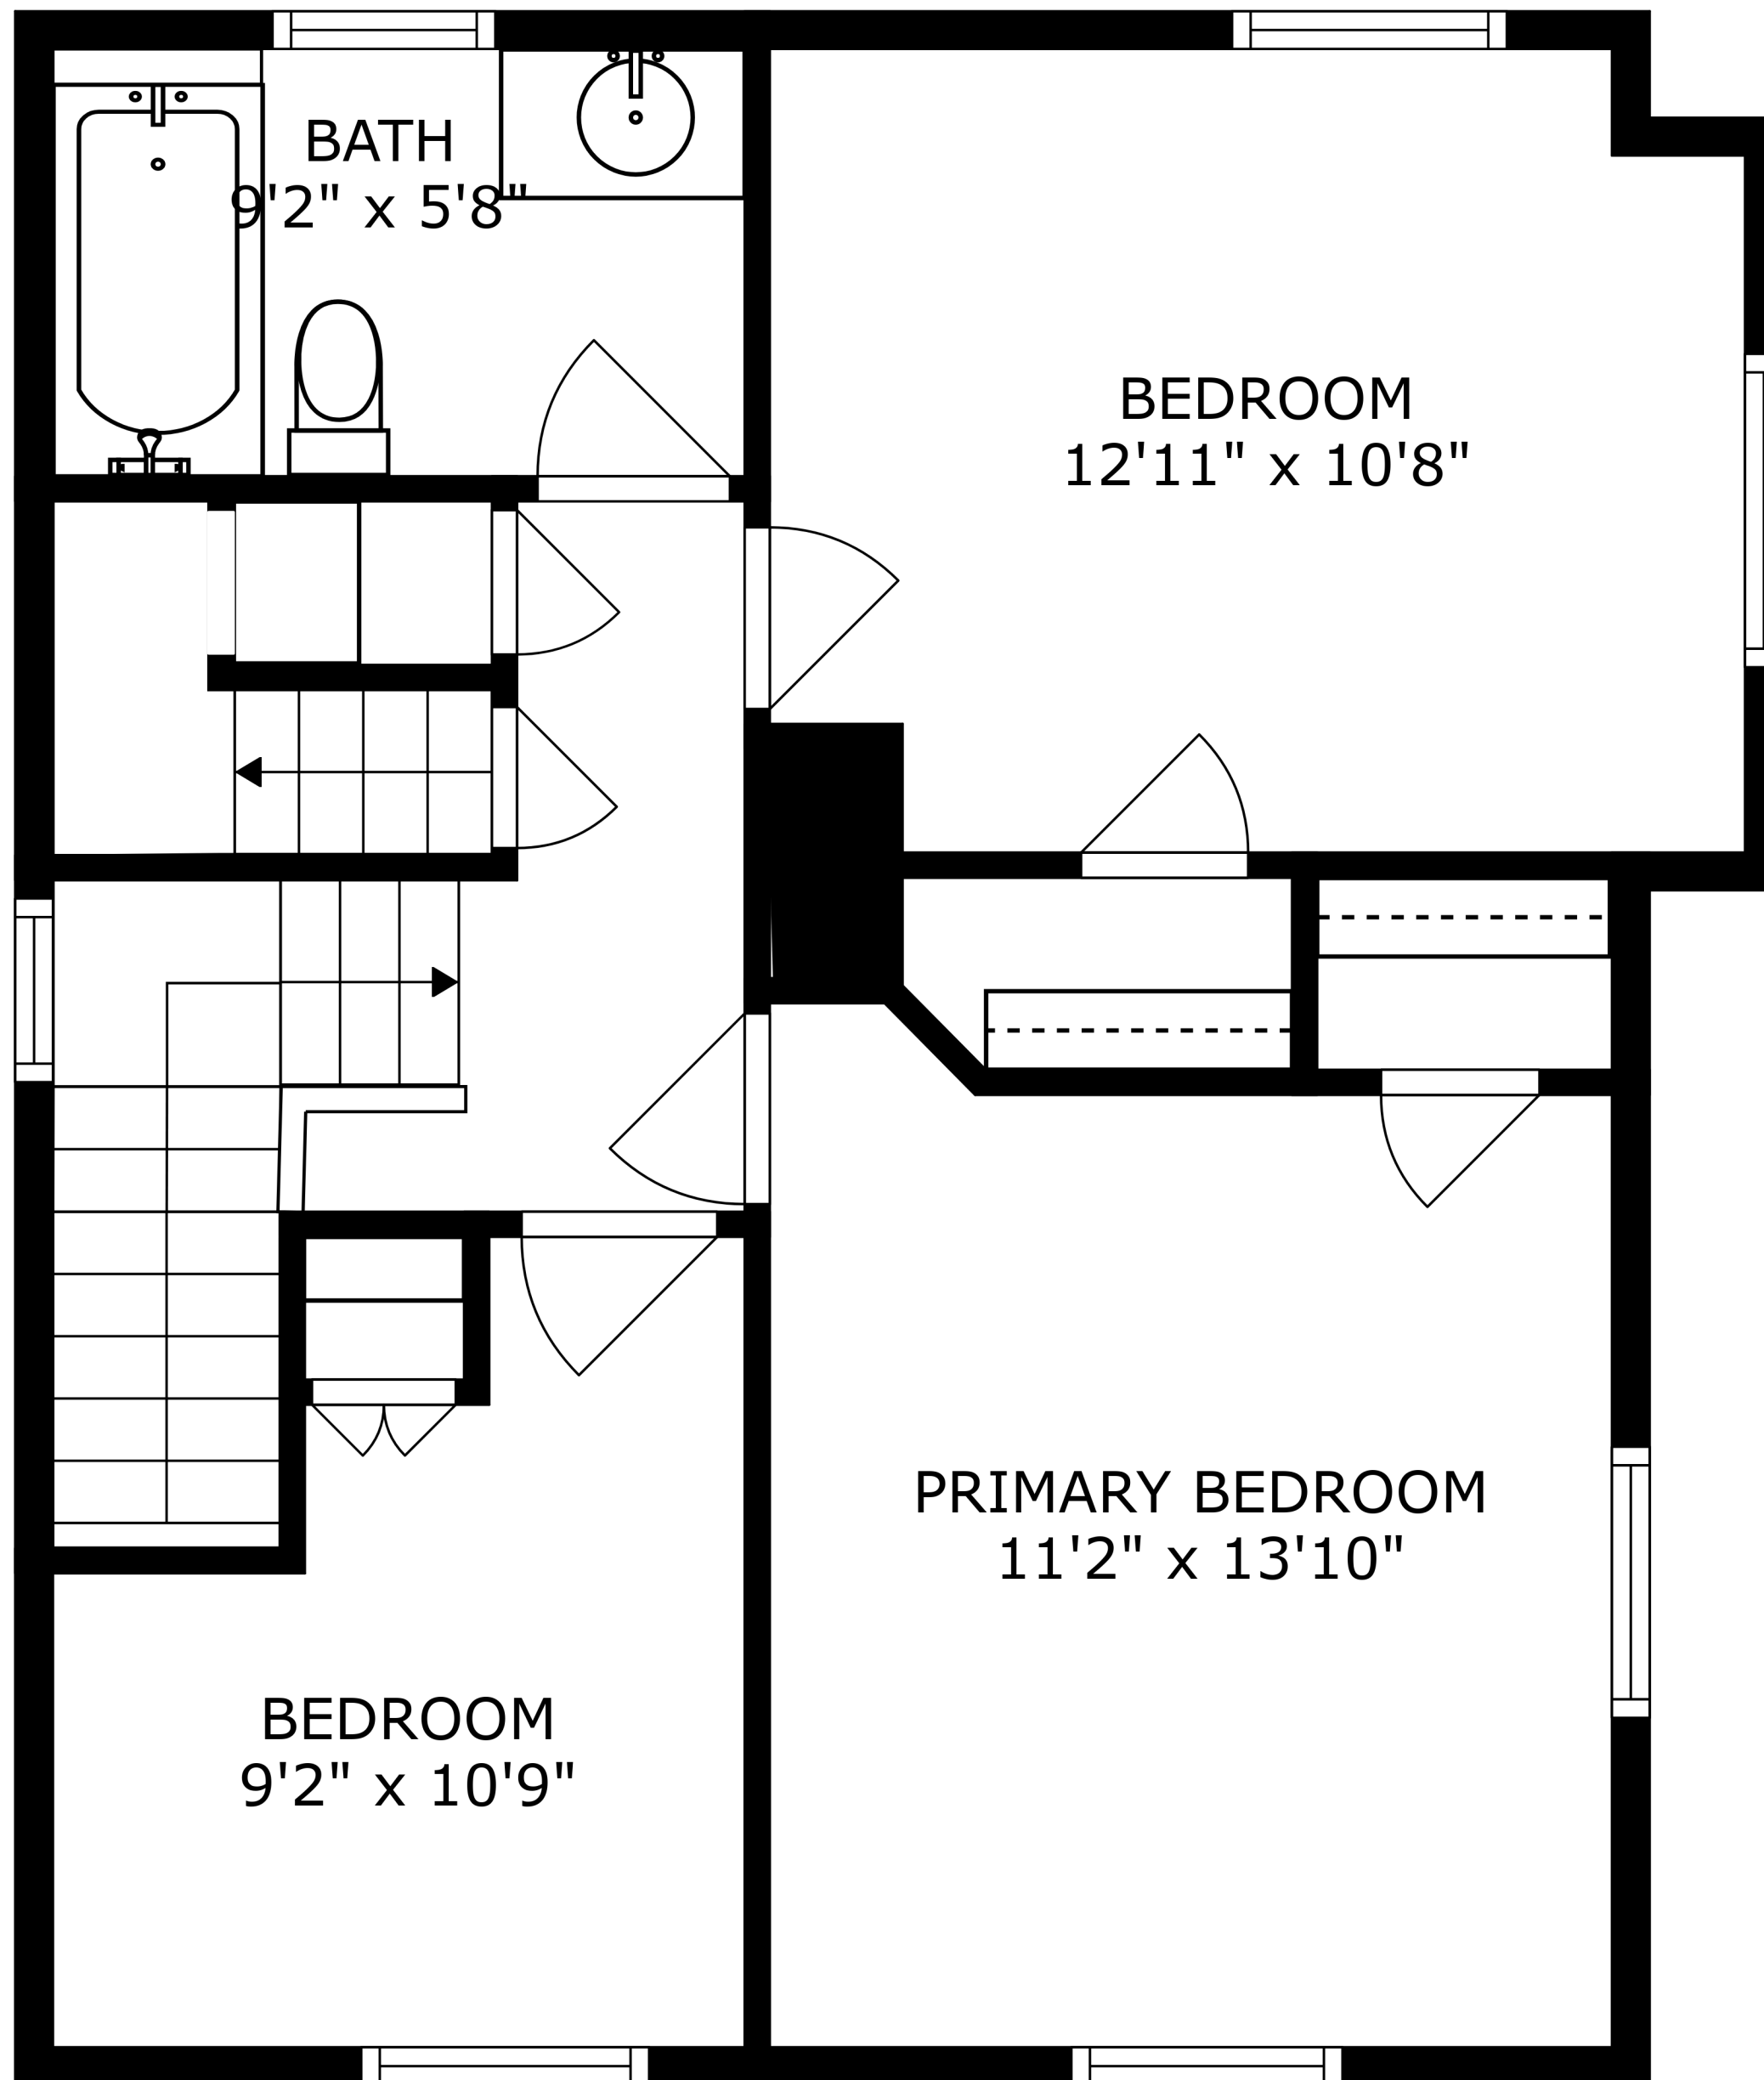 BATH
9'2" x 5'8"
BEDROOM
12'11" x 10'8"
PRIMARY BEDROOM
11'2" x 13'10"
BEDROOM
9'2" x 10'9"